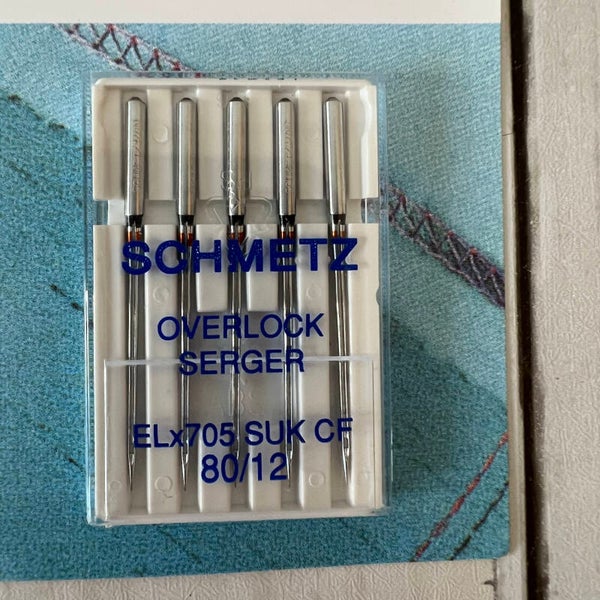 SCHMETZ
OVERLOCK
SERGER
ELx705 SUK CF
80/12